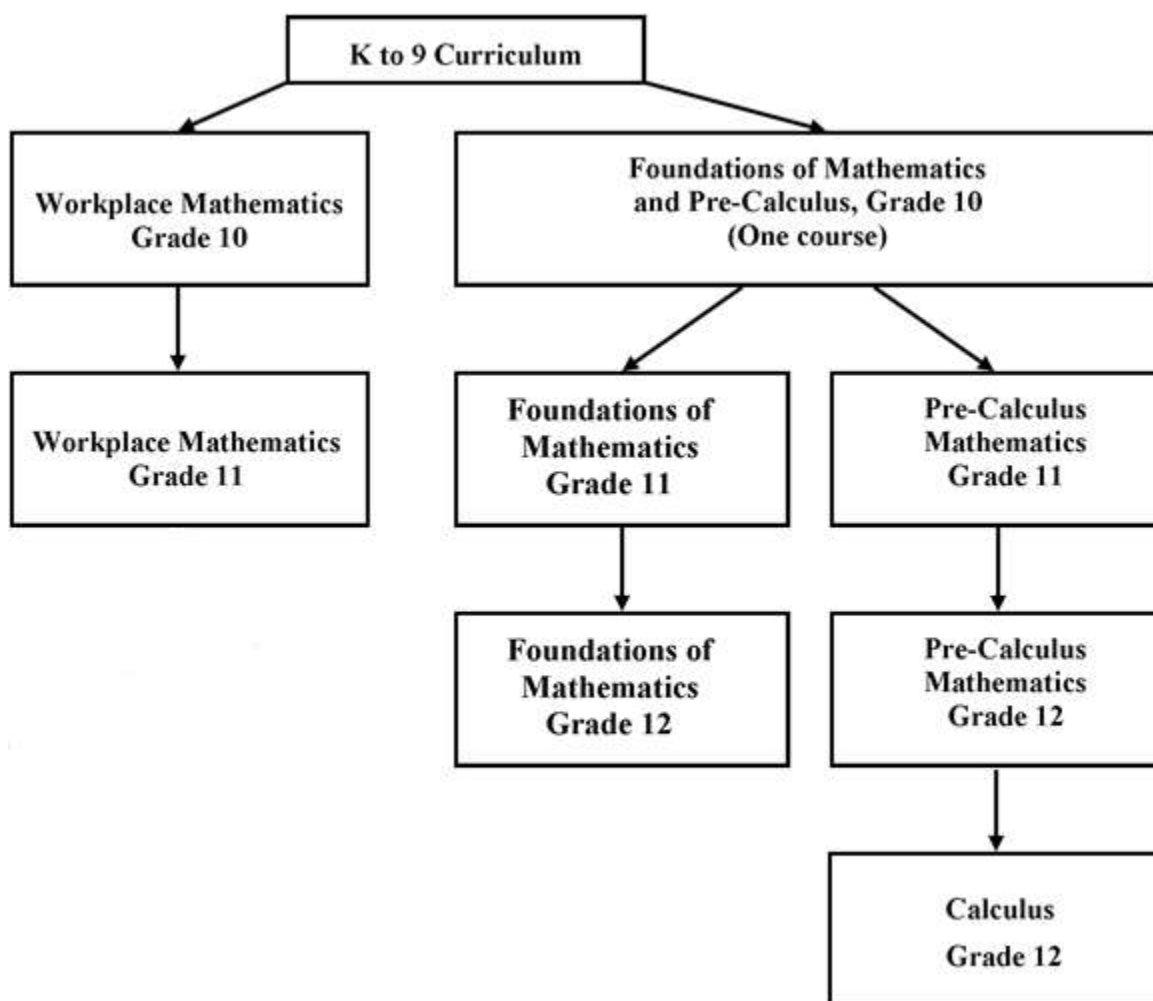 K to 9 Curriculum
Workplace Mathematics
Grade 10
Foundations of Mathematics
and Pre-Calculus, Grade 10
(One course)
Workplace Mathematics
Grade 11
Foundations of
Mathematics
Grade 11
Pre-Calculus
Mathematics
Grade 11
Foundations of
Mathematics
Grade 12
Pre-Calculus
Mathematics
Grade 12
Calculus
Grade 12